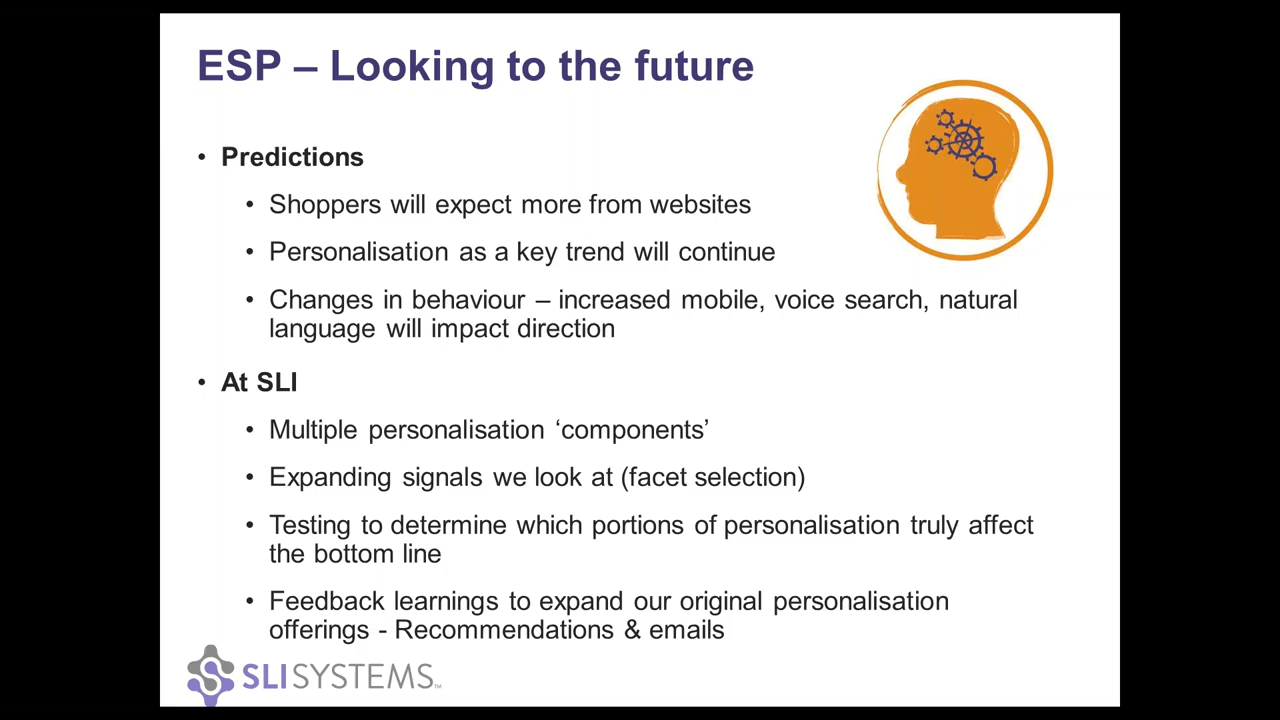 ESP – Looking to the future
• Predictions
• Shoppers will expect more from websites
• Personalisation as a key trend will continue
• Changes in behaviour – increased mobile, voice search, natural
language will impact direction
• At SLI
• Multiple personalisation ‘components’
• Expanding signals we look at (facet selection)
• Testing to determine which portions of personalisation truly affect
the bottom line
• Feedback learnings to expand our original personalisation
offerings - Recommendations & emails
SLISYSTEMS™